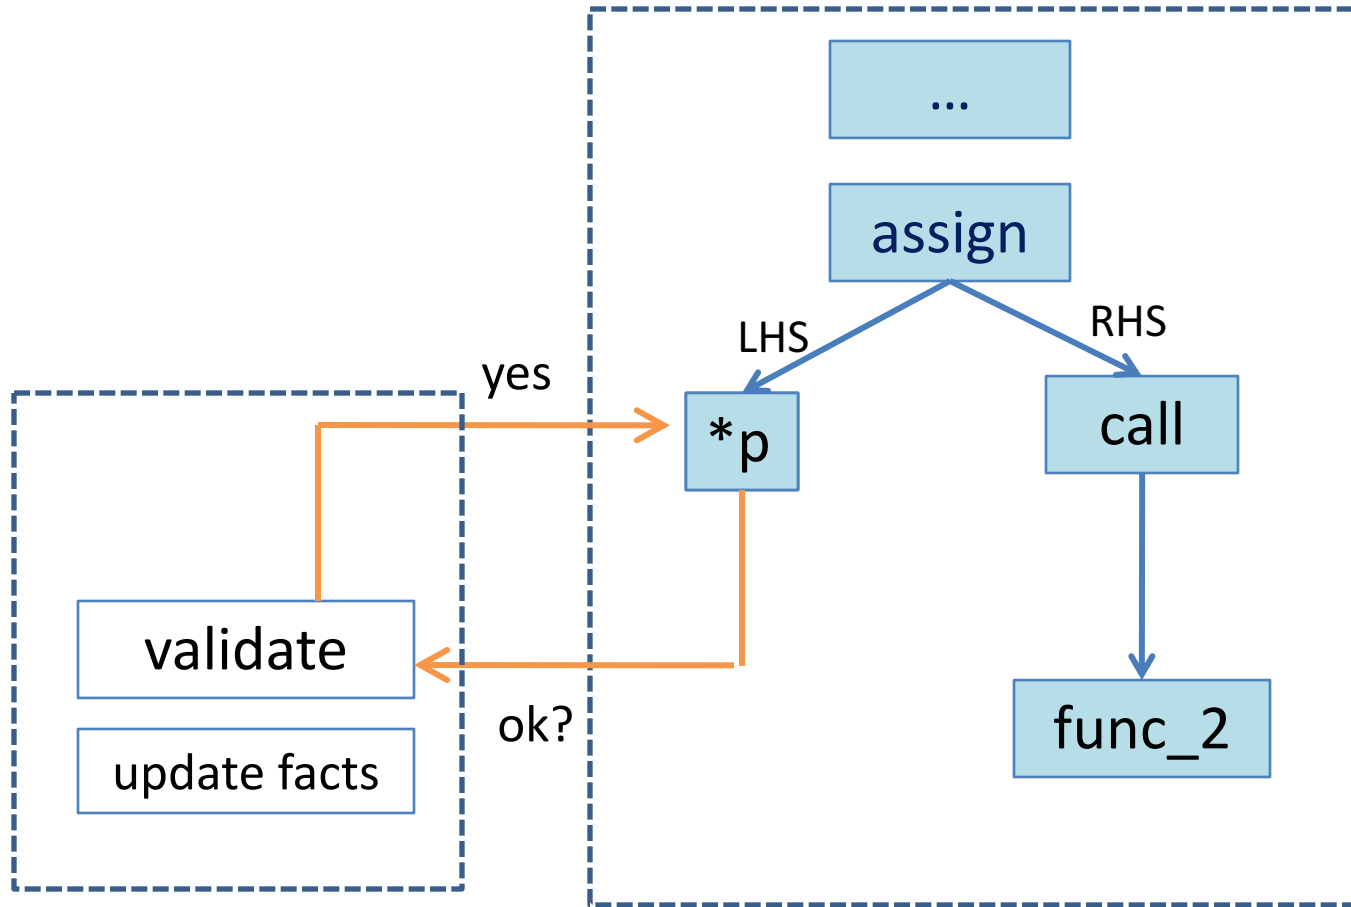 ...
assign
LHS
RHS
yes
*p
call
validate
ok?
func_2
update facts